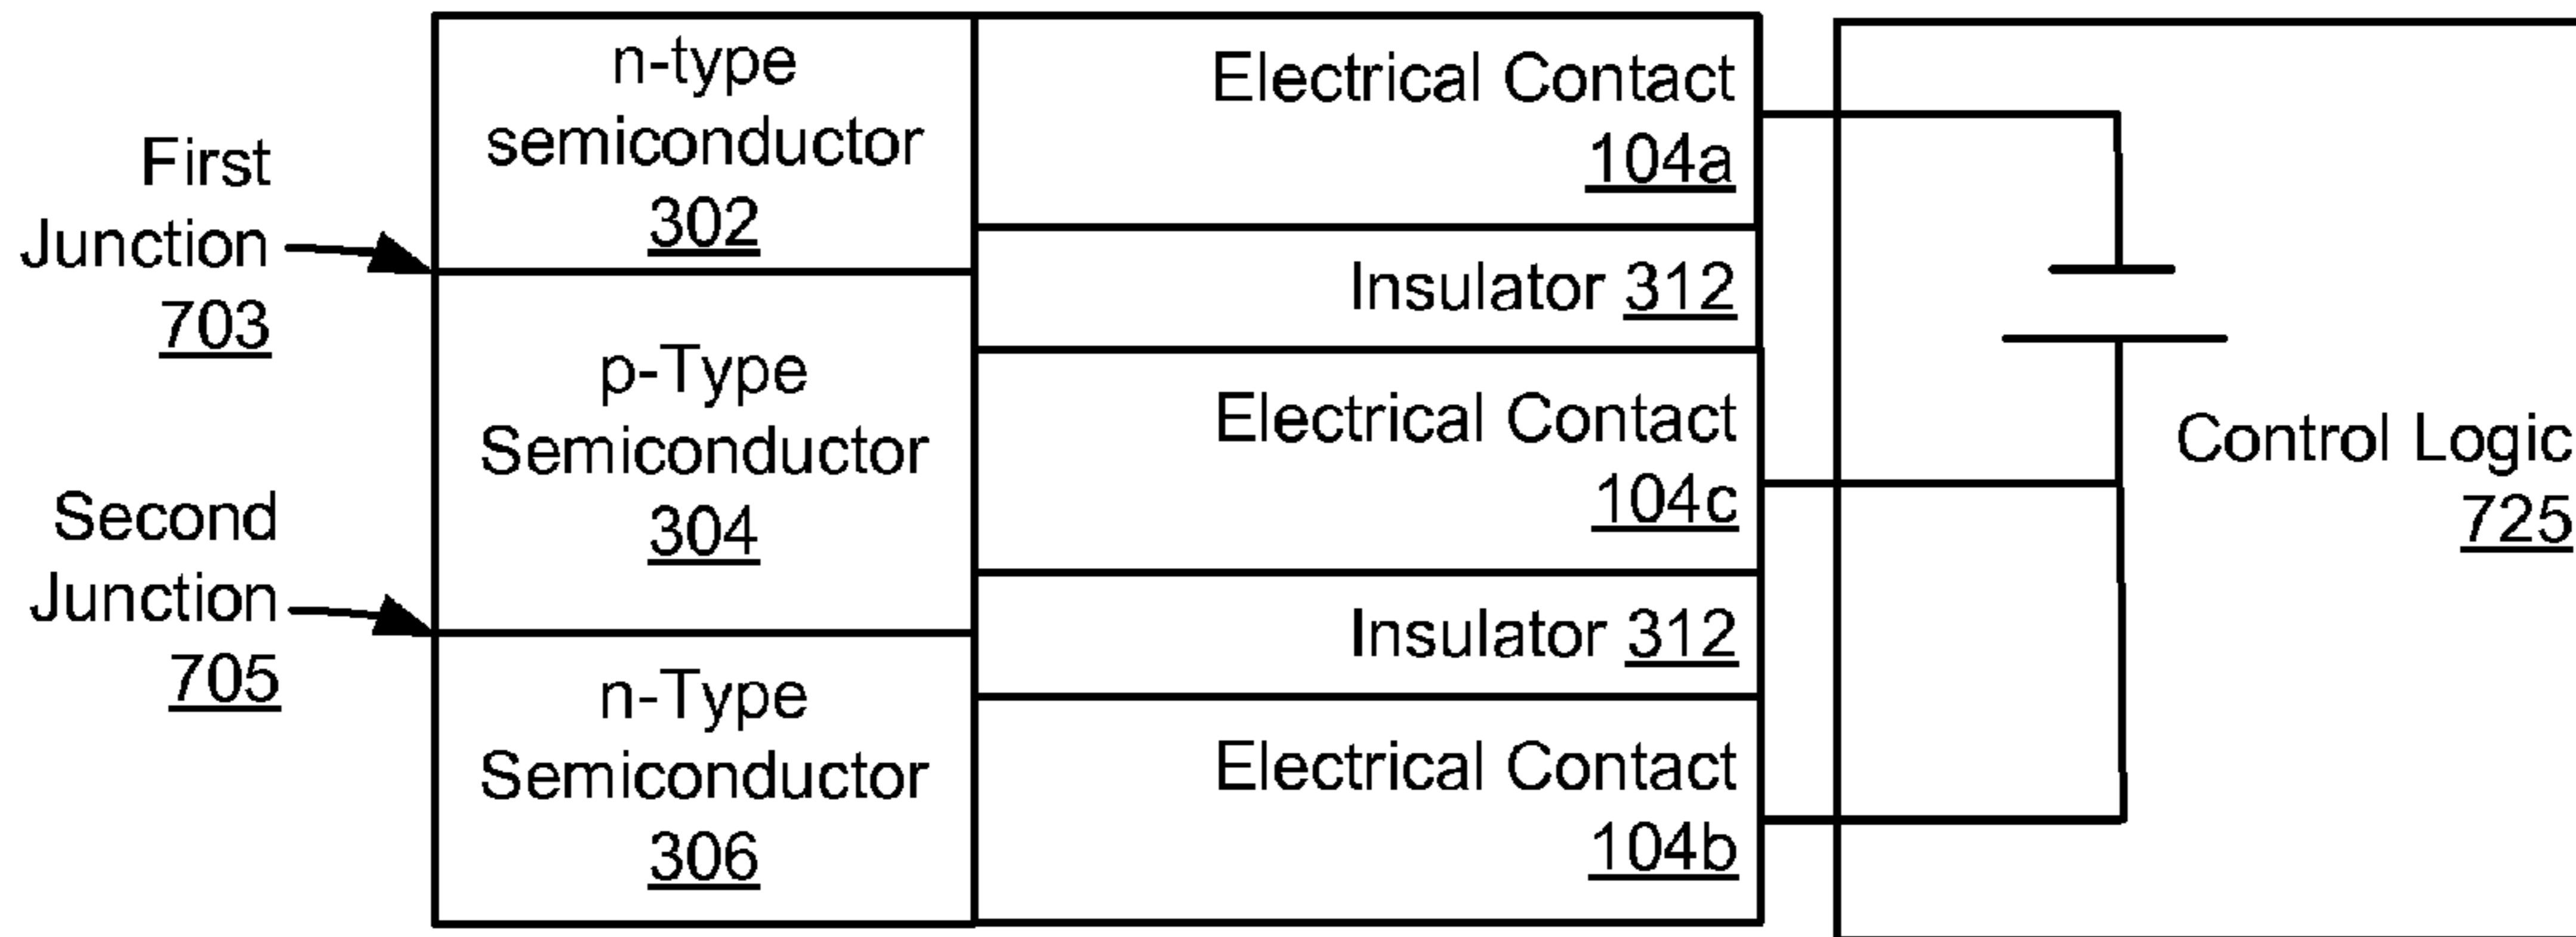 First
Junction
703
Second
Junction
705
n-type
semiconductor
302
p-Type
Semiconductor
304
n-Type
Semiconductor
306
Electrical Contact
104a
Insulator 312
Electrical Contact
104c
Insulator 312
Electrical Contact
104b
Control Logic
725